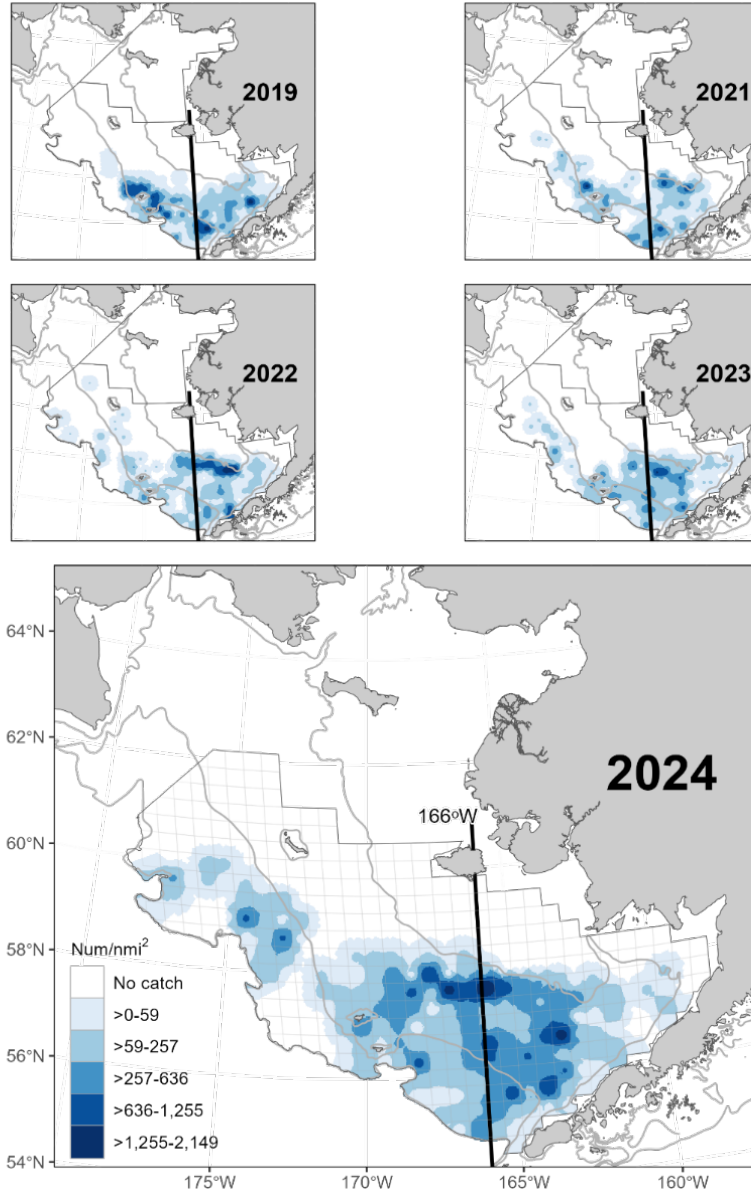 2019
2021
2022
2023
64°N
62°N
60°N
58°N
56°N
54°N
2024
166°W
Num/nmi²
No catch
>0-59
>59-257
>257-636
>636-1,255
>1,255-2,149
175°W
170°W
165°W
160°W